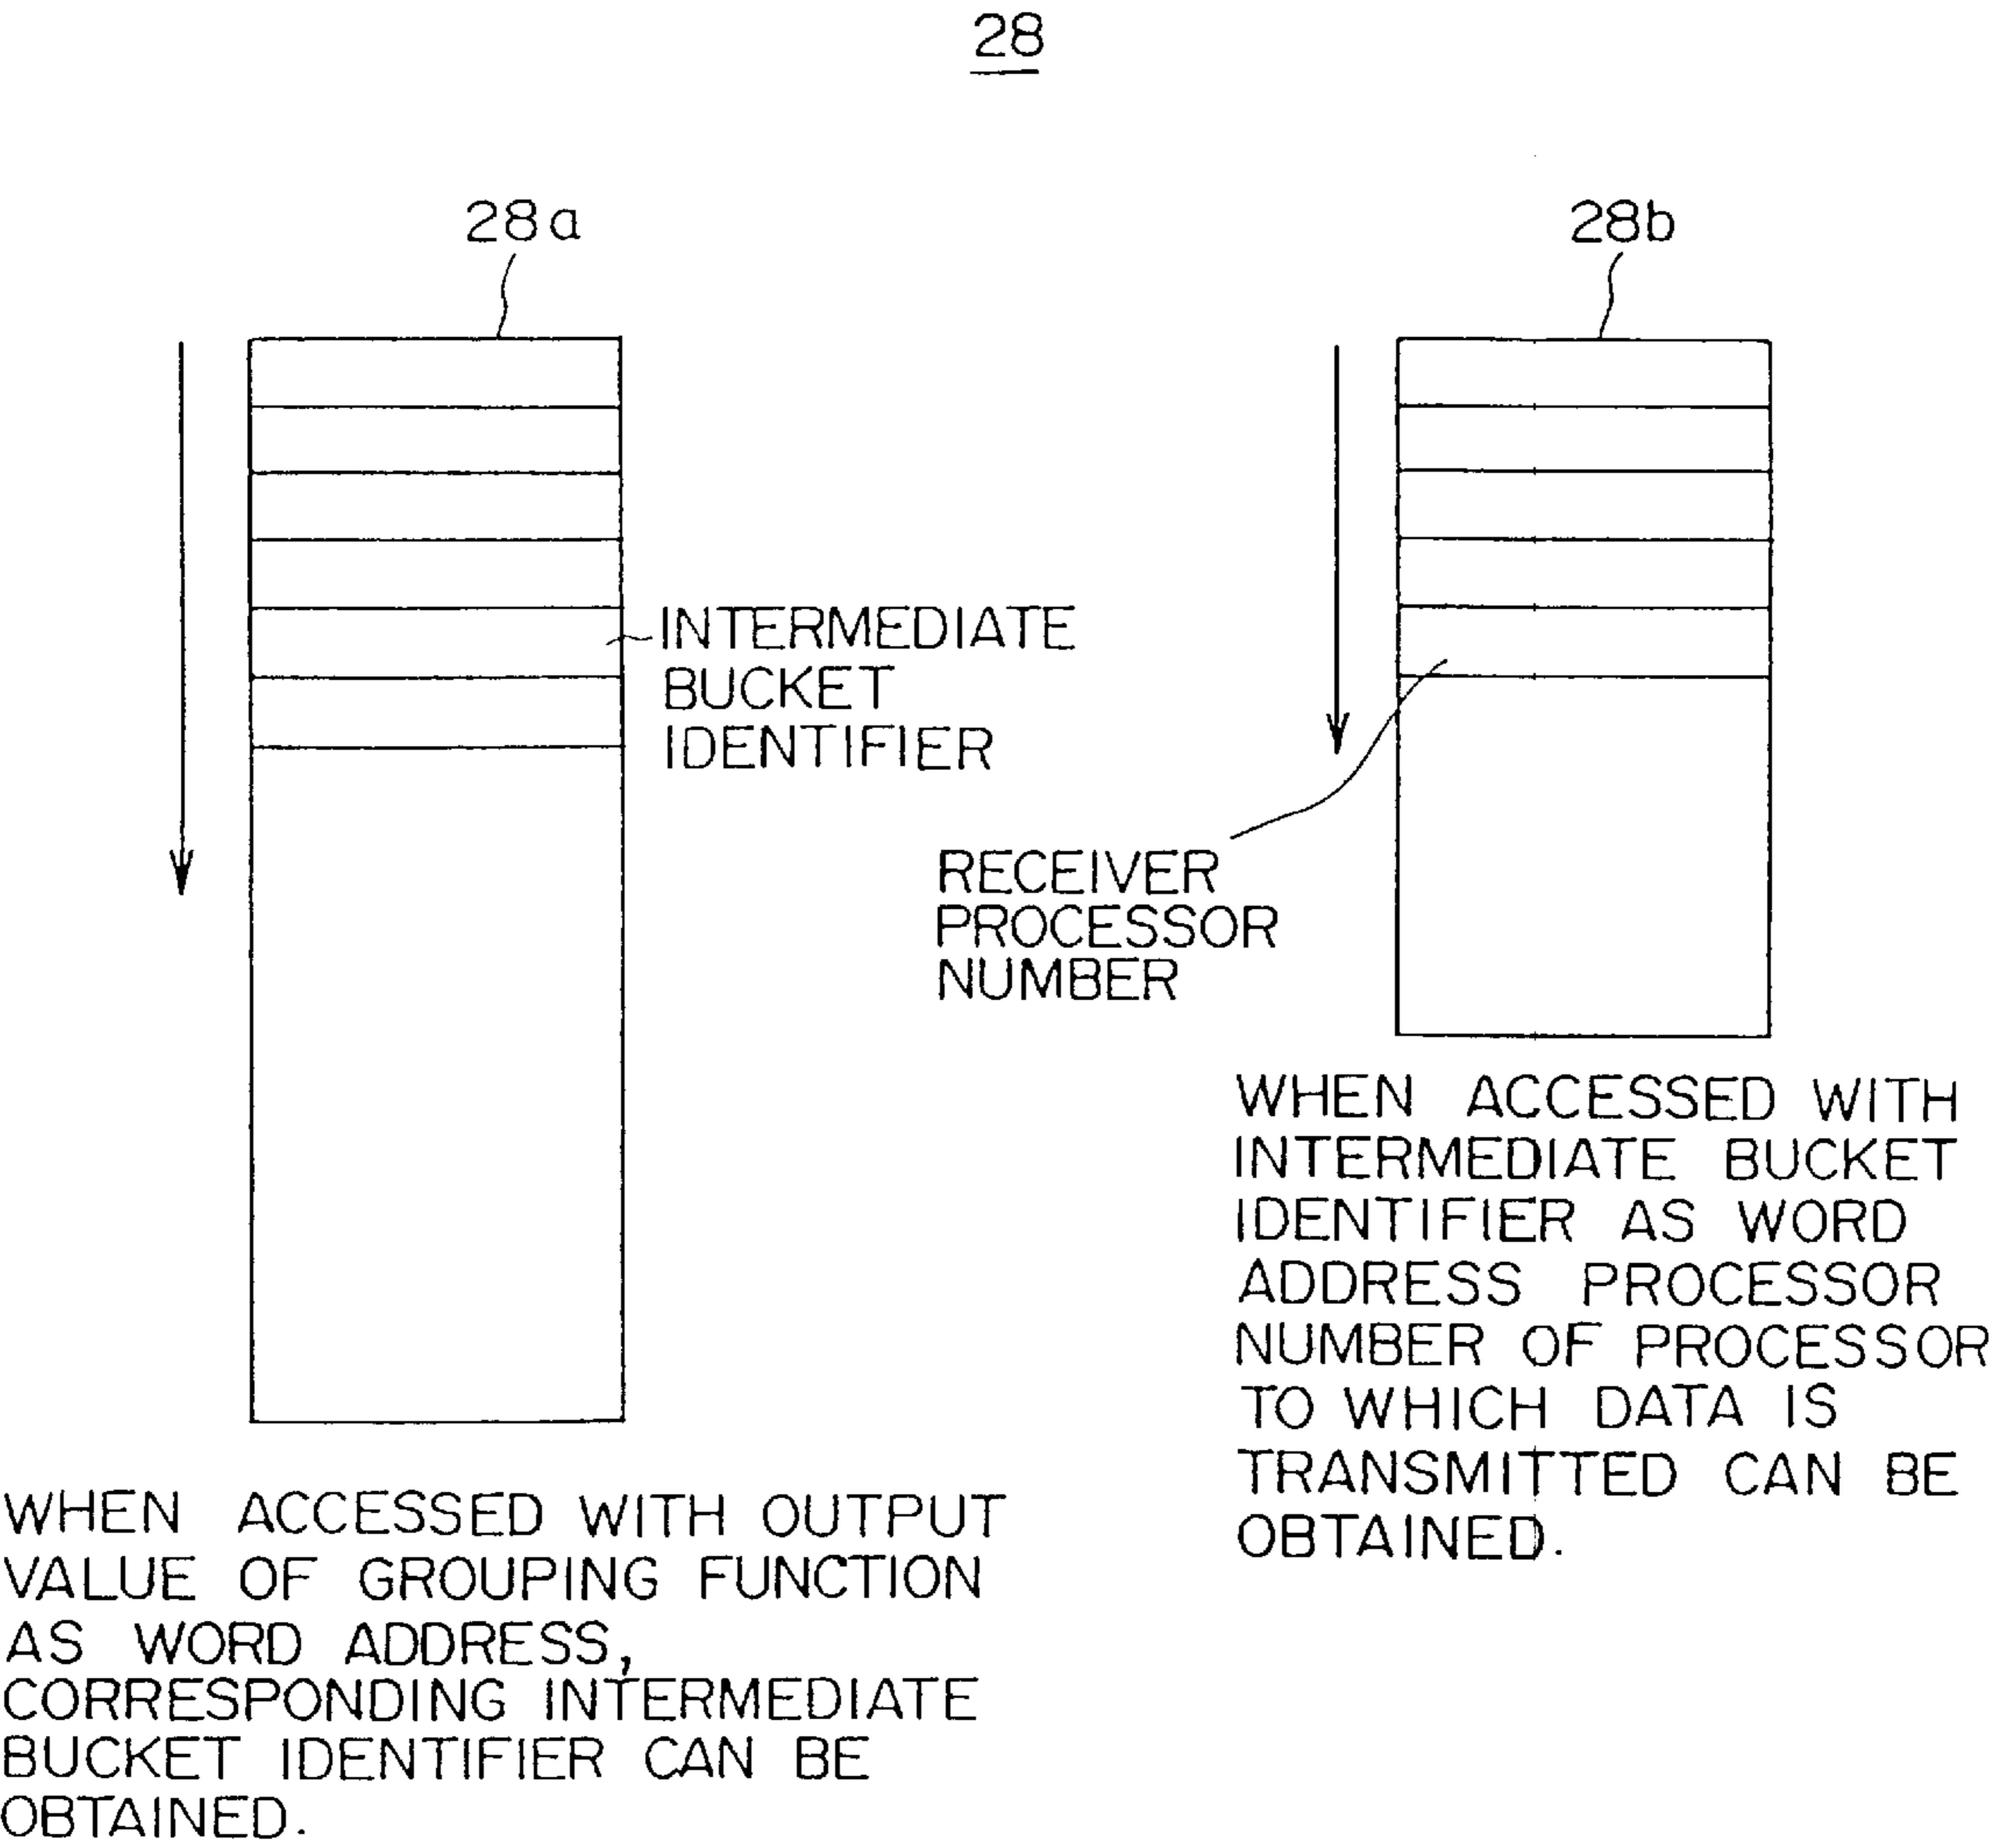 28
28a
28b
INTERMEDIATE
BUCKET
IDENTIFIER
RECEIVER
PROCESSOR
NUMBER
WHEN ACCESSED WITH
INTERMEDIATE BUCKET
IDENTIFIER AS WORD
ADDRESS PROCESSOR
NUMBER OF PROCESSOR
TO WHICH DATA IS
TRANSMITTED CAN BE
OBTAINED.
WHEN ACCESSED WITH OUTPUT
VALUE OF GROUPING FUNCTION
AS WORD ADDRESS,
CORRESPONDING INTERMEDIATE
BUCKET IDENTIFIER CAN BE
OBTAINED.